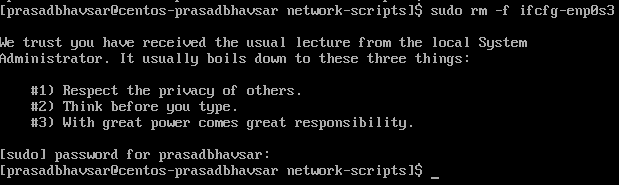 [prasadbhavsar@centos-prasadbhavsar network-scripts]$ sudo rm -f ifcfg-enp0s3
We trust you have received the usual lecture from the local System
Administrator. It usually boils down to these three things:
#1) Respect the privacy of others.
#2) Think before you type.
#3) With great power comes great responsibility.
[sudo] password for prasadbhavsar:
[prasadbhavsar@centos-prasadbhavsar network-scripts]$ _